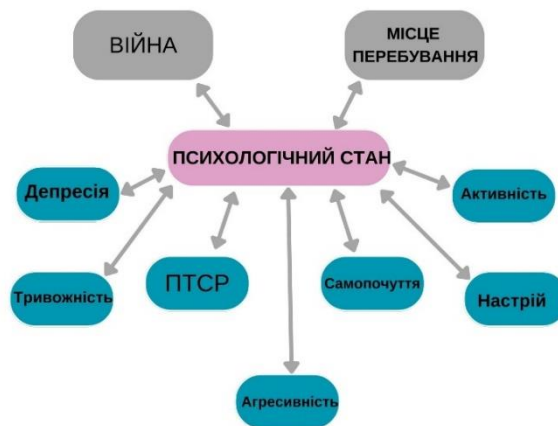 ВІЙНА
МІСЦЕ
ПЕРЕБУВАННЯ
ПСИХОЛОГІЧНИЙ СТАН
Депресія
Активність
Тривожність
ПТСР
Самопочуття
Настрій
Агресивність